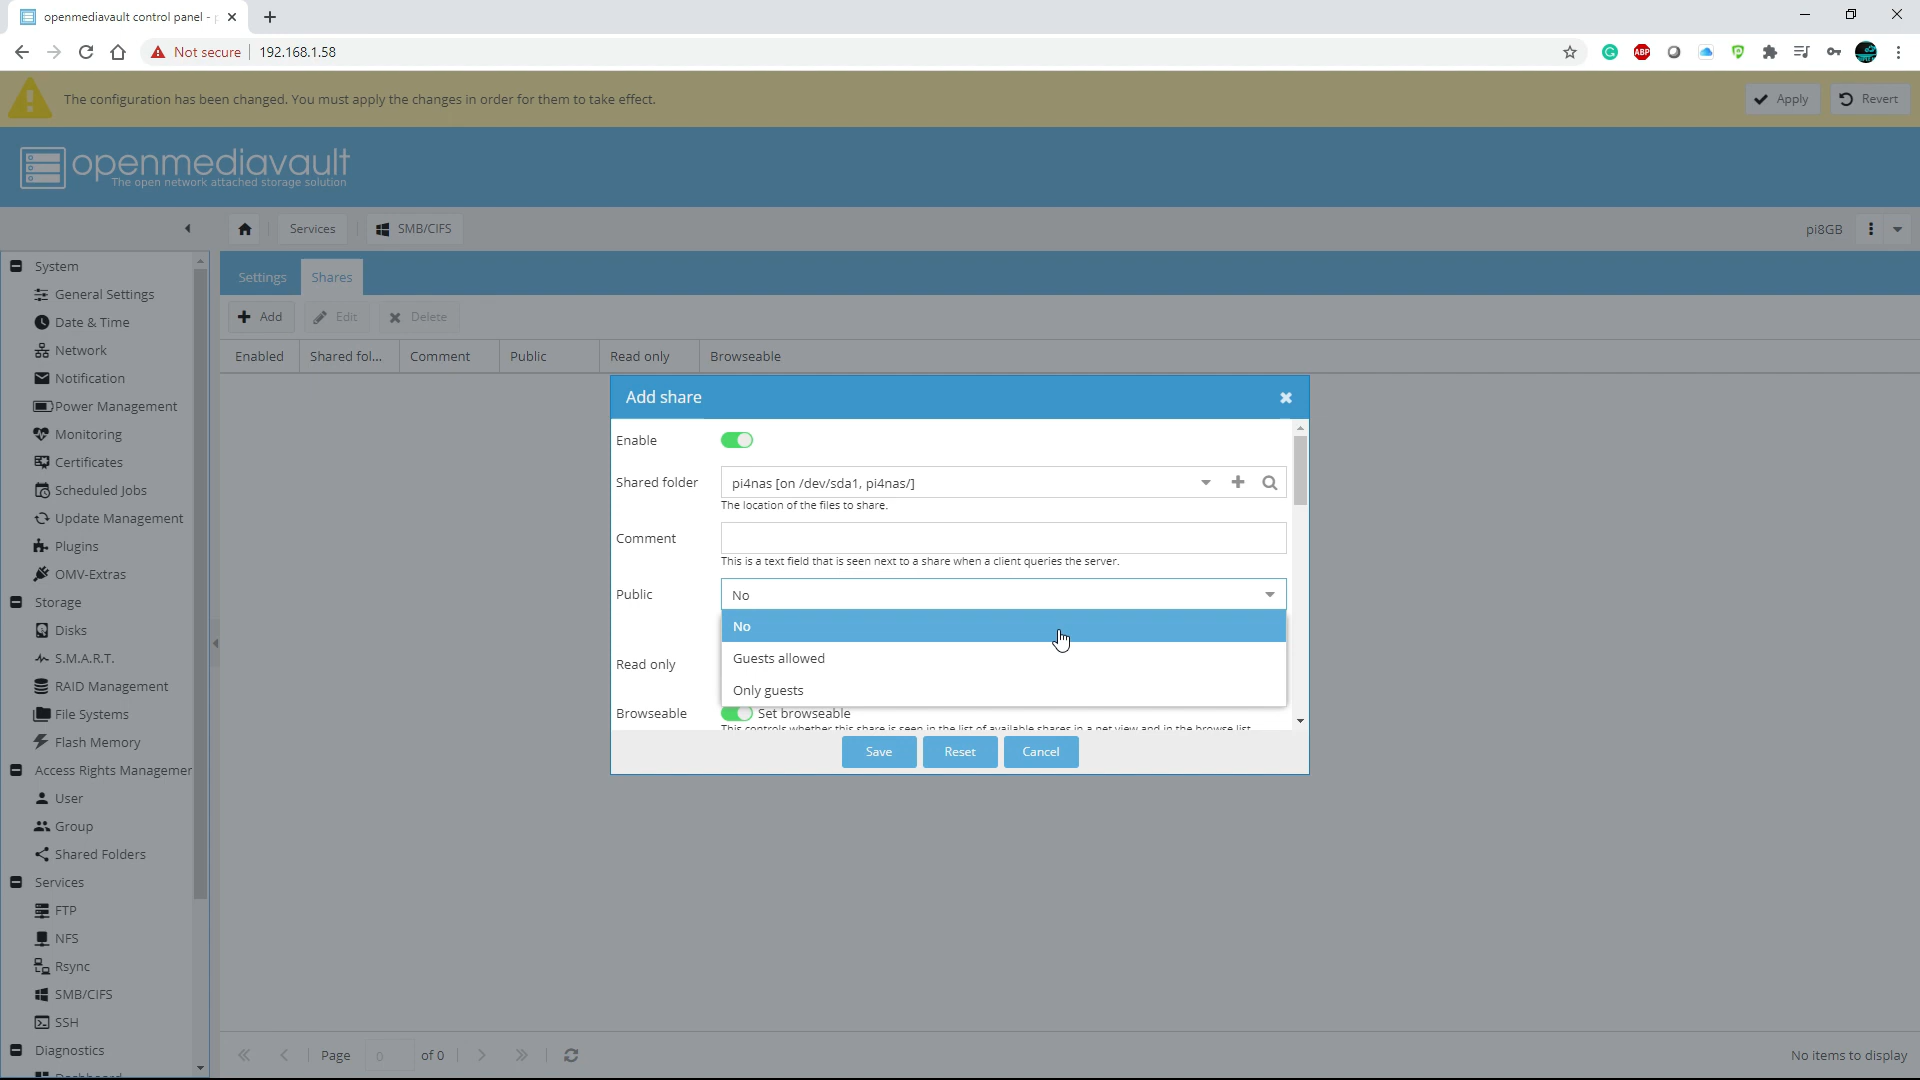 openmediavault control panel -
Not secure
192.168.1.58
ABP
The configuration has been changed. You must apply the changes in order for them to take effect.
Apply
Revert
openmediavault
The open network attached storage solution
Services
SMB/CIFS
pi8GB
System
General Settings
Date & Time
Network
Notification
Power Management
Monitoring
Certificates
Scheduled Jobs
Update Management
Plugins
OMV-Extras
Storage
Disks
S.M.A.R.T.
RAID Management
File Systems
Flash Memory
Access Rights Managemer
User
Group
Shared Folders
Services
FTP
NFS
Rsync
SMB/CIFS
SSH
Diagnostics
Dashboard
Settings
Shares
Add
Edit
Delete
Enabled
Shared fol...
Comment
Public
Read only
Browseable
Add share
Enable
Shared folder
pi4nas [on /dev/sda1, pi4nas/]
The location of the files to share.
Comment
This is a text field that is seen next to a share when a client queries the server.
Public
No
No
Guests allowed
Only guests
Read only
Browseable
Set browseable
This controls whether this share is seen in the list of available shares in a net view and in the browse list.
Save
Reset
Cancel
Page
0
of 0
No items to display